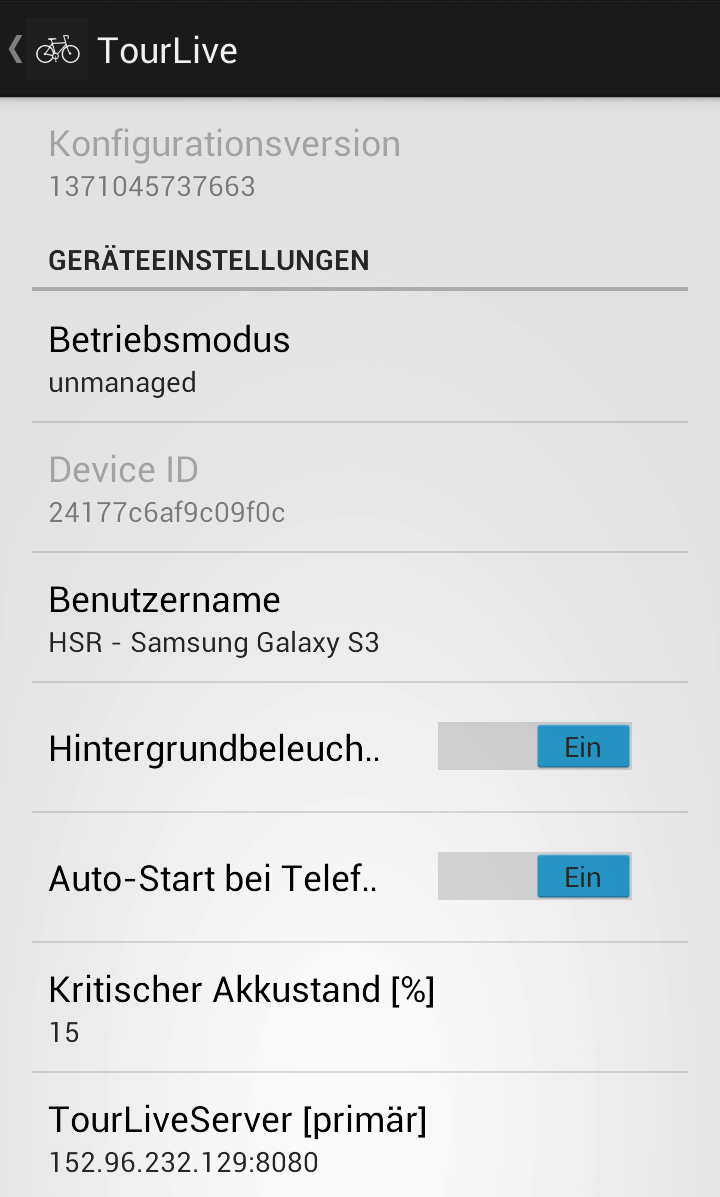 TourLive
Konfigurationsversion
1371045737663
GERÄTEEINSTELLUNGEN
Betriebsmodus
unmanaged
Device ID
24177c6af9c09f0c
Benutzername
HSR - Samsung Galaxy S3
Hintergrundbeleuch.. Ein
Auto-Start bei Telef.. Ein
Kritischer Akkustand [%]
15
TourLiveServer [primär]
152.96.232.129:8080